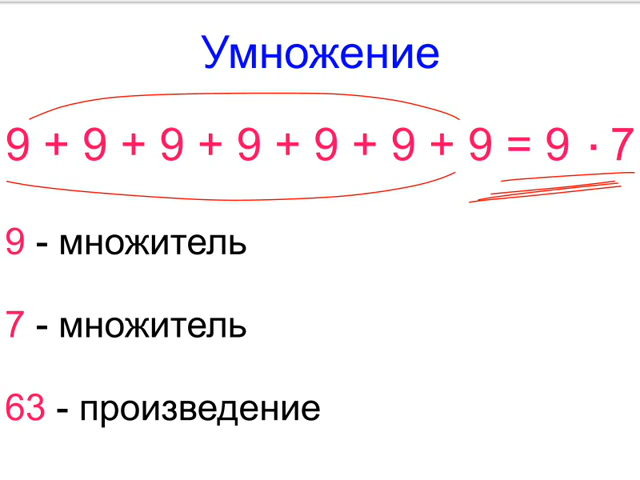 Умножение
9 + 9 + 9 + 9 + 9 + 9 + 9 = 9 · 7
9 - множитель
7 - множитель
63 - произведение